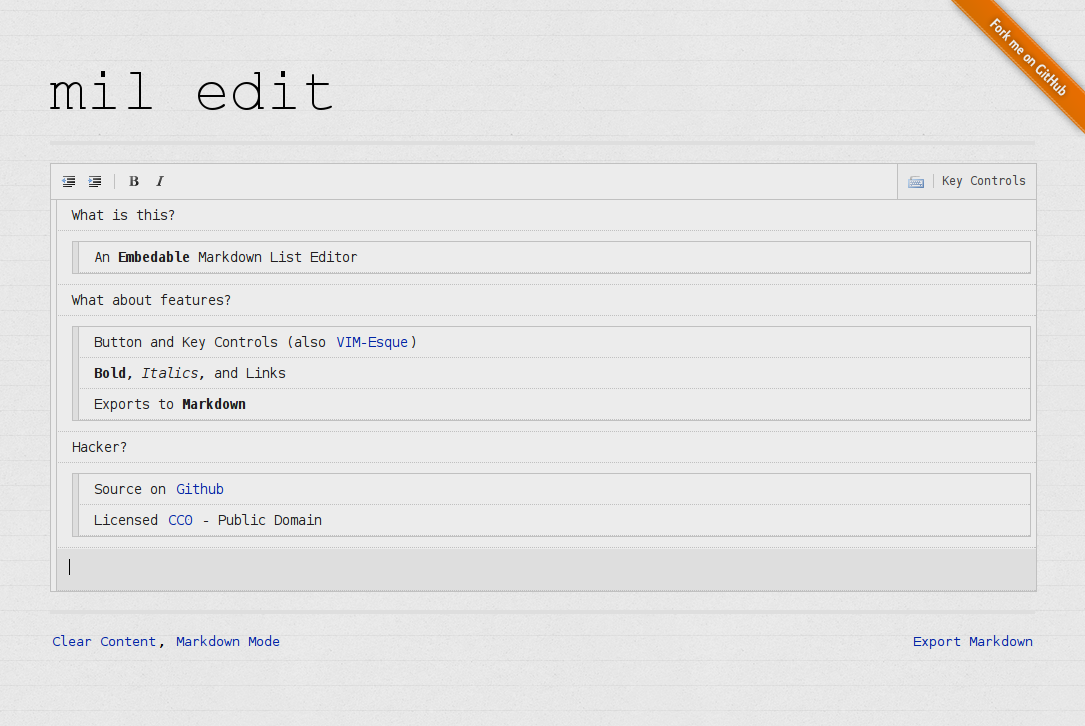 Fork me on GitHub
mil edit
B I Key Controls
What is this?
An Embedable Markdown List Editor
What about features?
Button and Key Controls (also VIM-Esque)
Bold, Italics, and Links
Exports to Markdown
Hacker?
Source on Github
Licensed CC0 - Public Domain
Clear Content, Markdown Mode Export Markdown